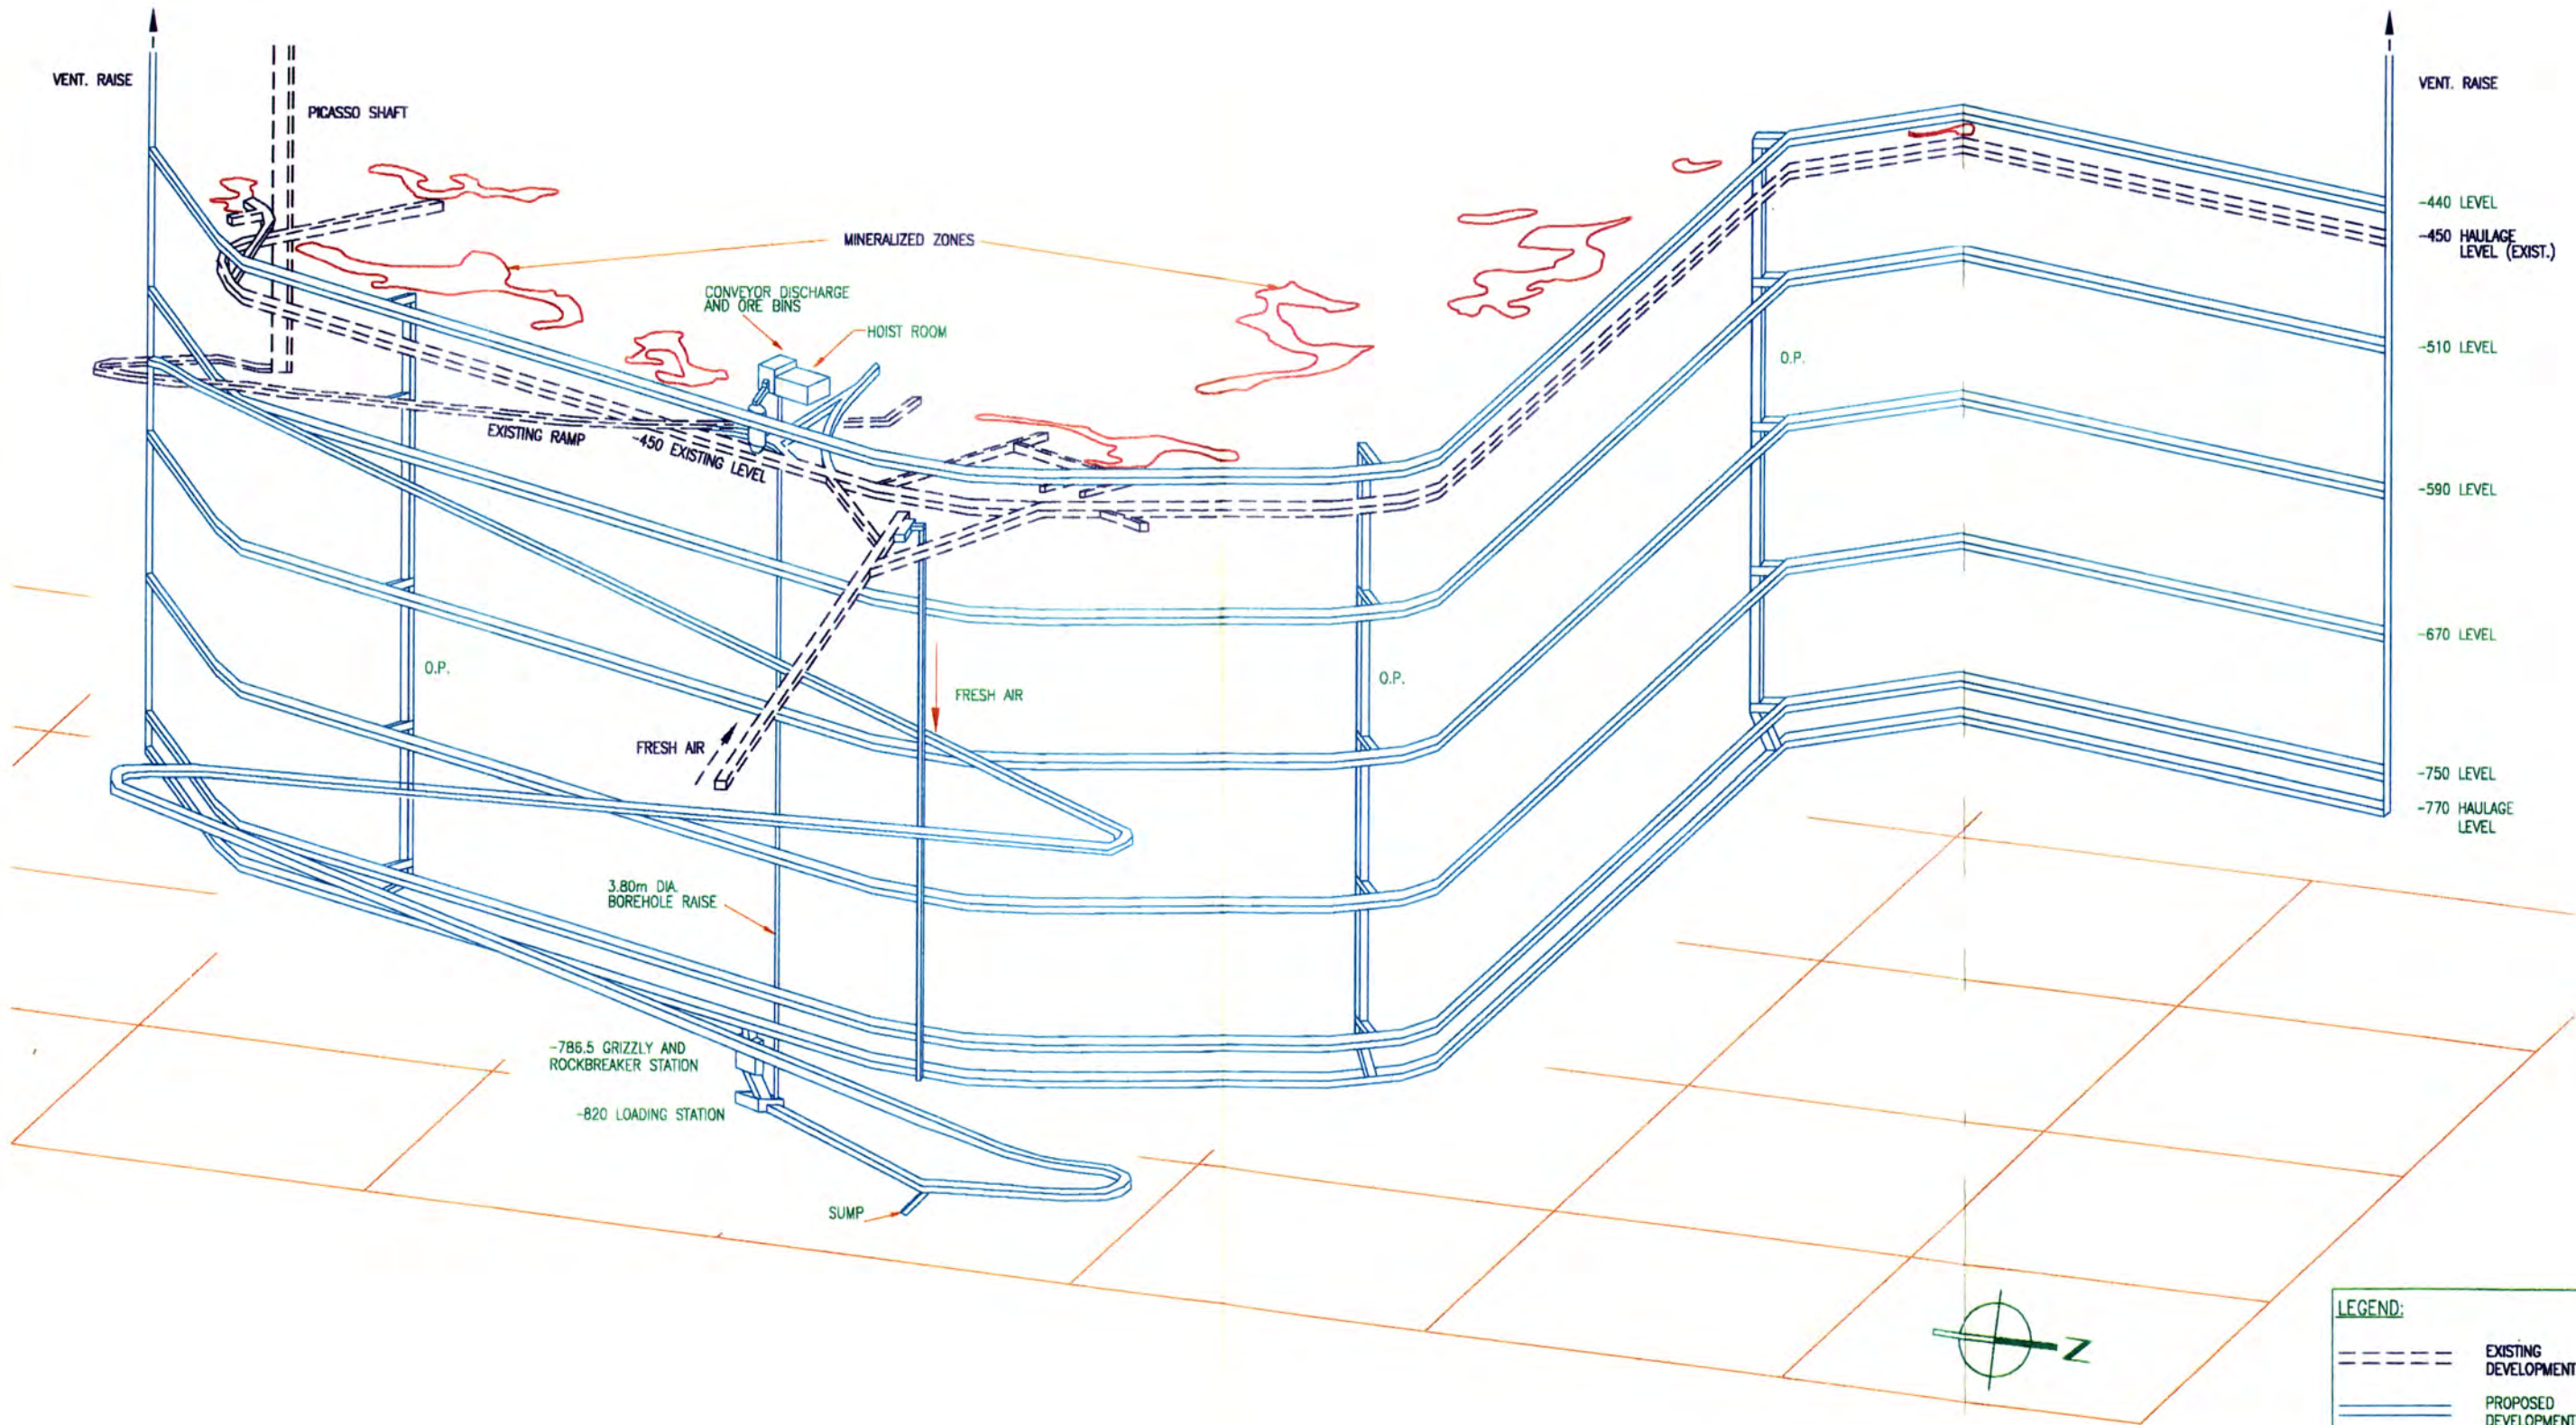 VENT. RAISE
PICASSO SHAFT
VENT. RAISE
MINERALIZED ZONES
CONVEYOR DISCHARGE
AND ORE BINS
HOIST ROOM
-440 LEVEL
-450 HAULAGE
LEVEL (EXIST.)
-510 LEVEL
O.P.
EXISTING RAMP
-450 EXISTING LEVEL
-590 LEVEL
-670 LEVEL
O.P.
O.P.
FRESH AIR
FRESH AIR
-750 LEVEL
-770 HAULAGE
LEVEL
3.80m DIA.
BOREHOLE RAISE
-786.5 GRIZZLY AND
ROCKBREAKER STATION
-820 LOADING STATION
SUMP
N
LEGEND:
EXISTING
DEVELOPMENT
PROPOSED
DEVELOPMENT